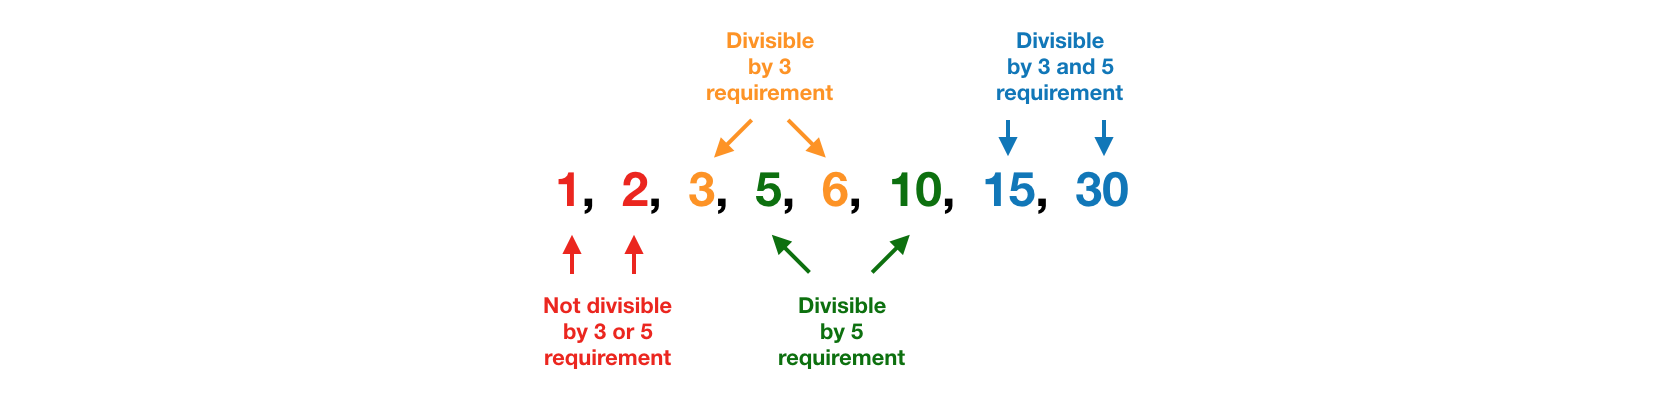 Divisible
by 3
requirement
Divisible
by 3 and 5
requirement
1, 2, 3, 5, 6, 10, 15, 30
Not divisible
by 3 or 5
requirement
Divisible
by 5
requirement